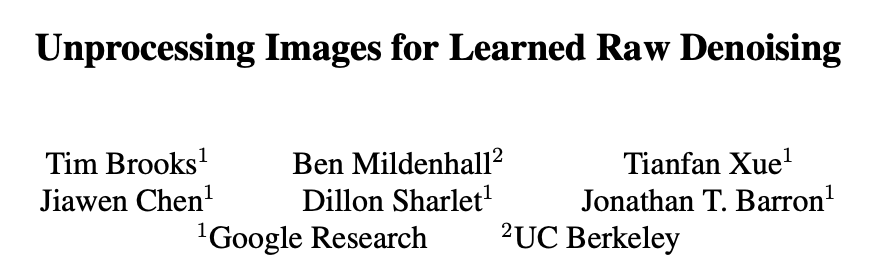 Unprocessing Images for Learned Raw Denoising
Tim Brooks¹ Ben Mildenhall² Tianfan Xue¹
Jiawen Chen¹ Dillon Sharlet¹ Jonathan T. Barron¹
¹Google Research ²UC Berkeley